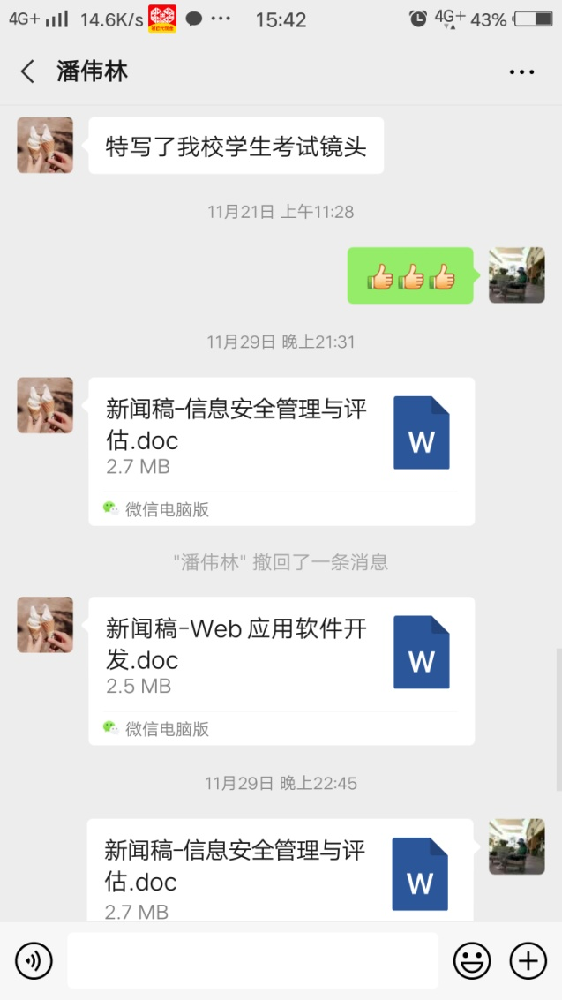 4G+ 14.6K/s 15:42 4G+ 43%
潘伟林
特写了我校学生考试镜头
11月21日 上午11:28
11月29日 晚上21:31
新闻稿-信息安全管理与评
估.doc
2.7 MB
W
微信电脑版
"潘伟林" 撤回了一条消息
新闻稿-Web 应用软件开
发.doc
2.5 MB
W
微信电脑版
11月29日 晚上22:45
新闻稿-信息安全管理与评
估.doc
2.7 MB
W